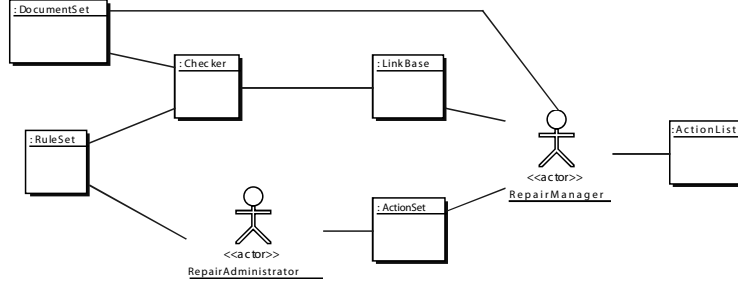 :DocumentSet
:Checker
:LinkBase
:RuleSet
:ActionList
<<actor>>
RepairManager
:ActionSet
<<actor>>
RepairAdministrator